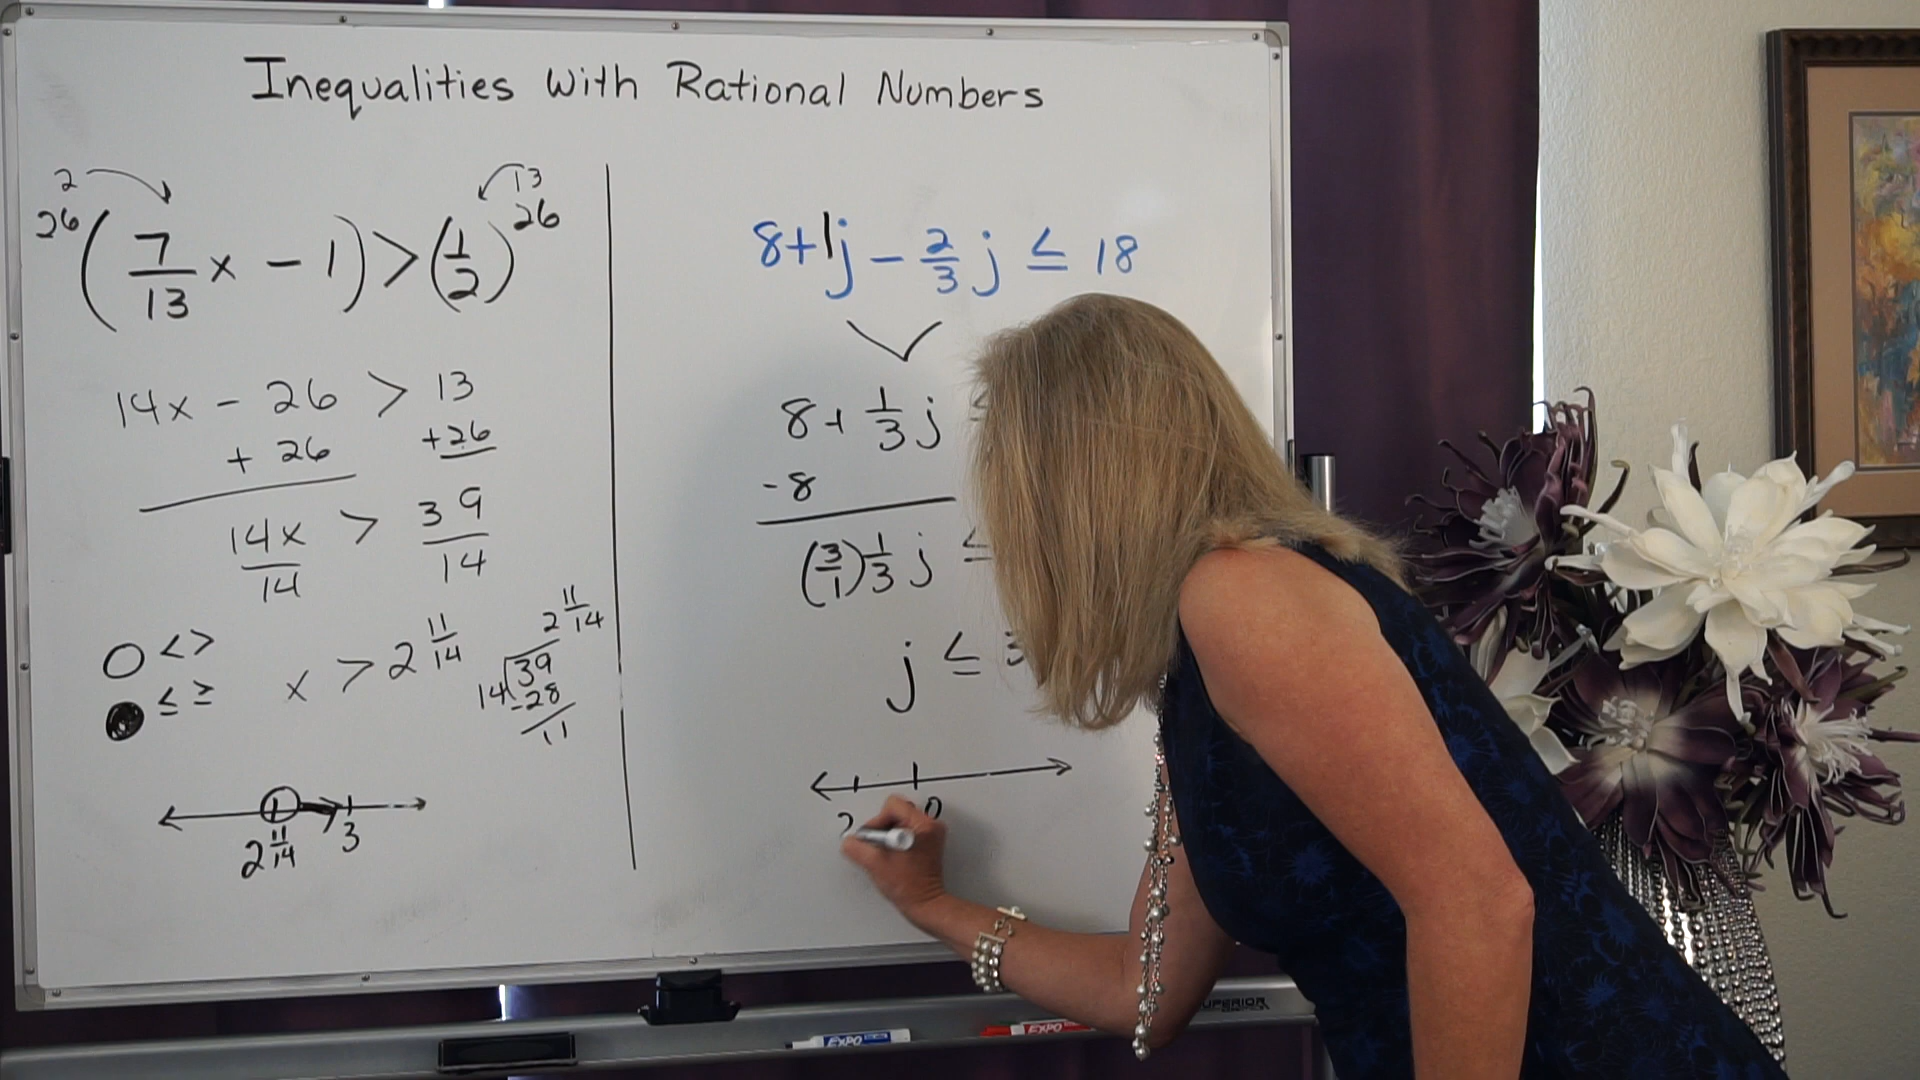 Inequalities with Rational Numbers
2 13
26 (7/13 x - 1) > (1/2) 26
14x - 26 > 13
+ 26 +26
14x/14 > 39/14
○ < >
● ≤ ≥
x > 2 11/14
2 11/14
14 39
-28
11
2 11/14 3
8+1j - 2/3 j ≤ 18
8+ 1/3 j
-8
(3/1) 1/3 j ≤
j ≤
EXPO
EXPO